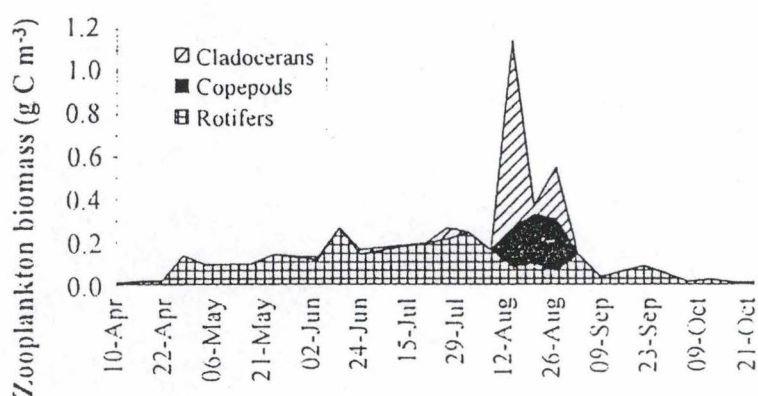 Zooplankton biomass (g C m-3)
1.2
1.0
0.8
0.6
0.4
0.2
0.0
Cladocerans
Copepods
Rotifers
10-Apr
22-Apr
06-May
21-May
02-Jun
24-Jun
15-Jul
29-Jul
12-Aug
26-Aug
09-Sep
23-Sep
09-Oct
21-Oct